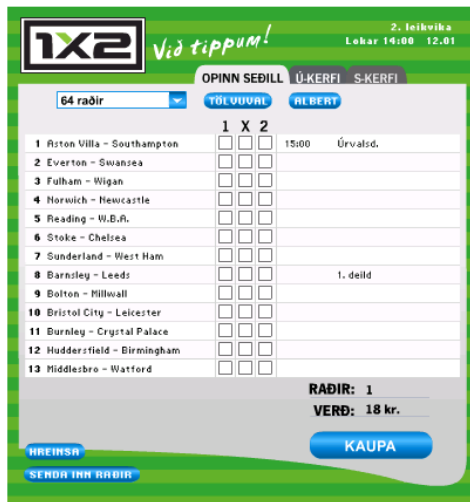 2. leikvika
1X2 Við tippum! Lokar 14:00 12.01
OPINN SEÐILL Ú-KERFI S-KERFI
64 raðir TÖLVUVAL ALBERT
1 X 2
1 Aston Villa - Southampton 15:00 Úrvalsd.
2 Everton - Swansea
3 Fulham - Wigan
4 Norwich - Newcastle
5 Reading - W.B.A.
6 Stoke - Chelsea
7 Sunderland - West Ham
8 Barnsley - Leeds 1. deild
9 Bolton - Millwall
10 Bristol City - Leicester
11 Burnley - Crystal Palace
12 Huddersfield - Birmingham
13 Middlesbro - Watford
RAÐIR: 1
VERÐ: 18 kr.
HREINSA KAUPA
SENDA INN RAÐIR